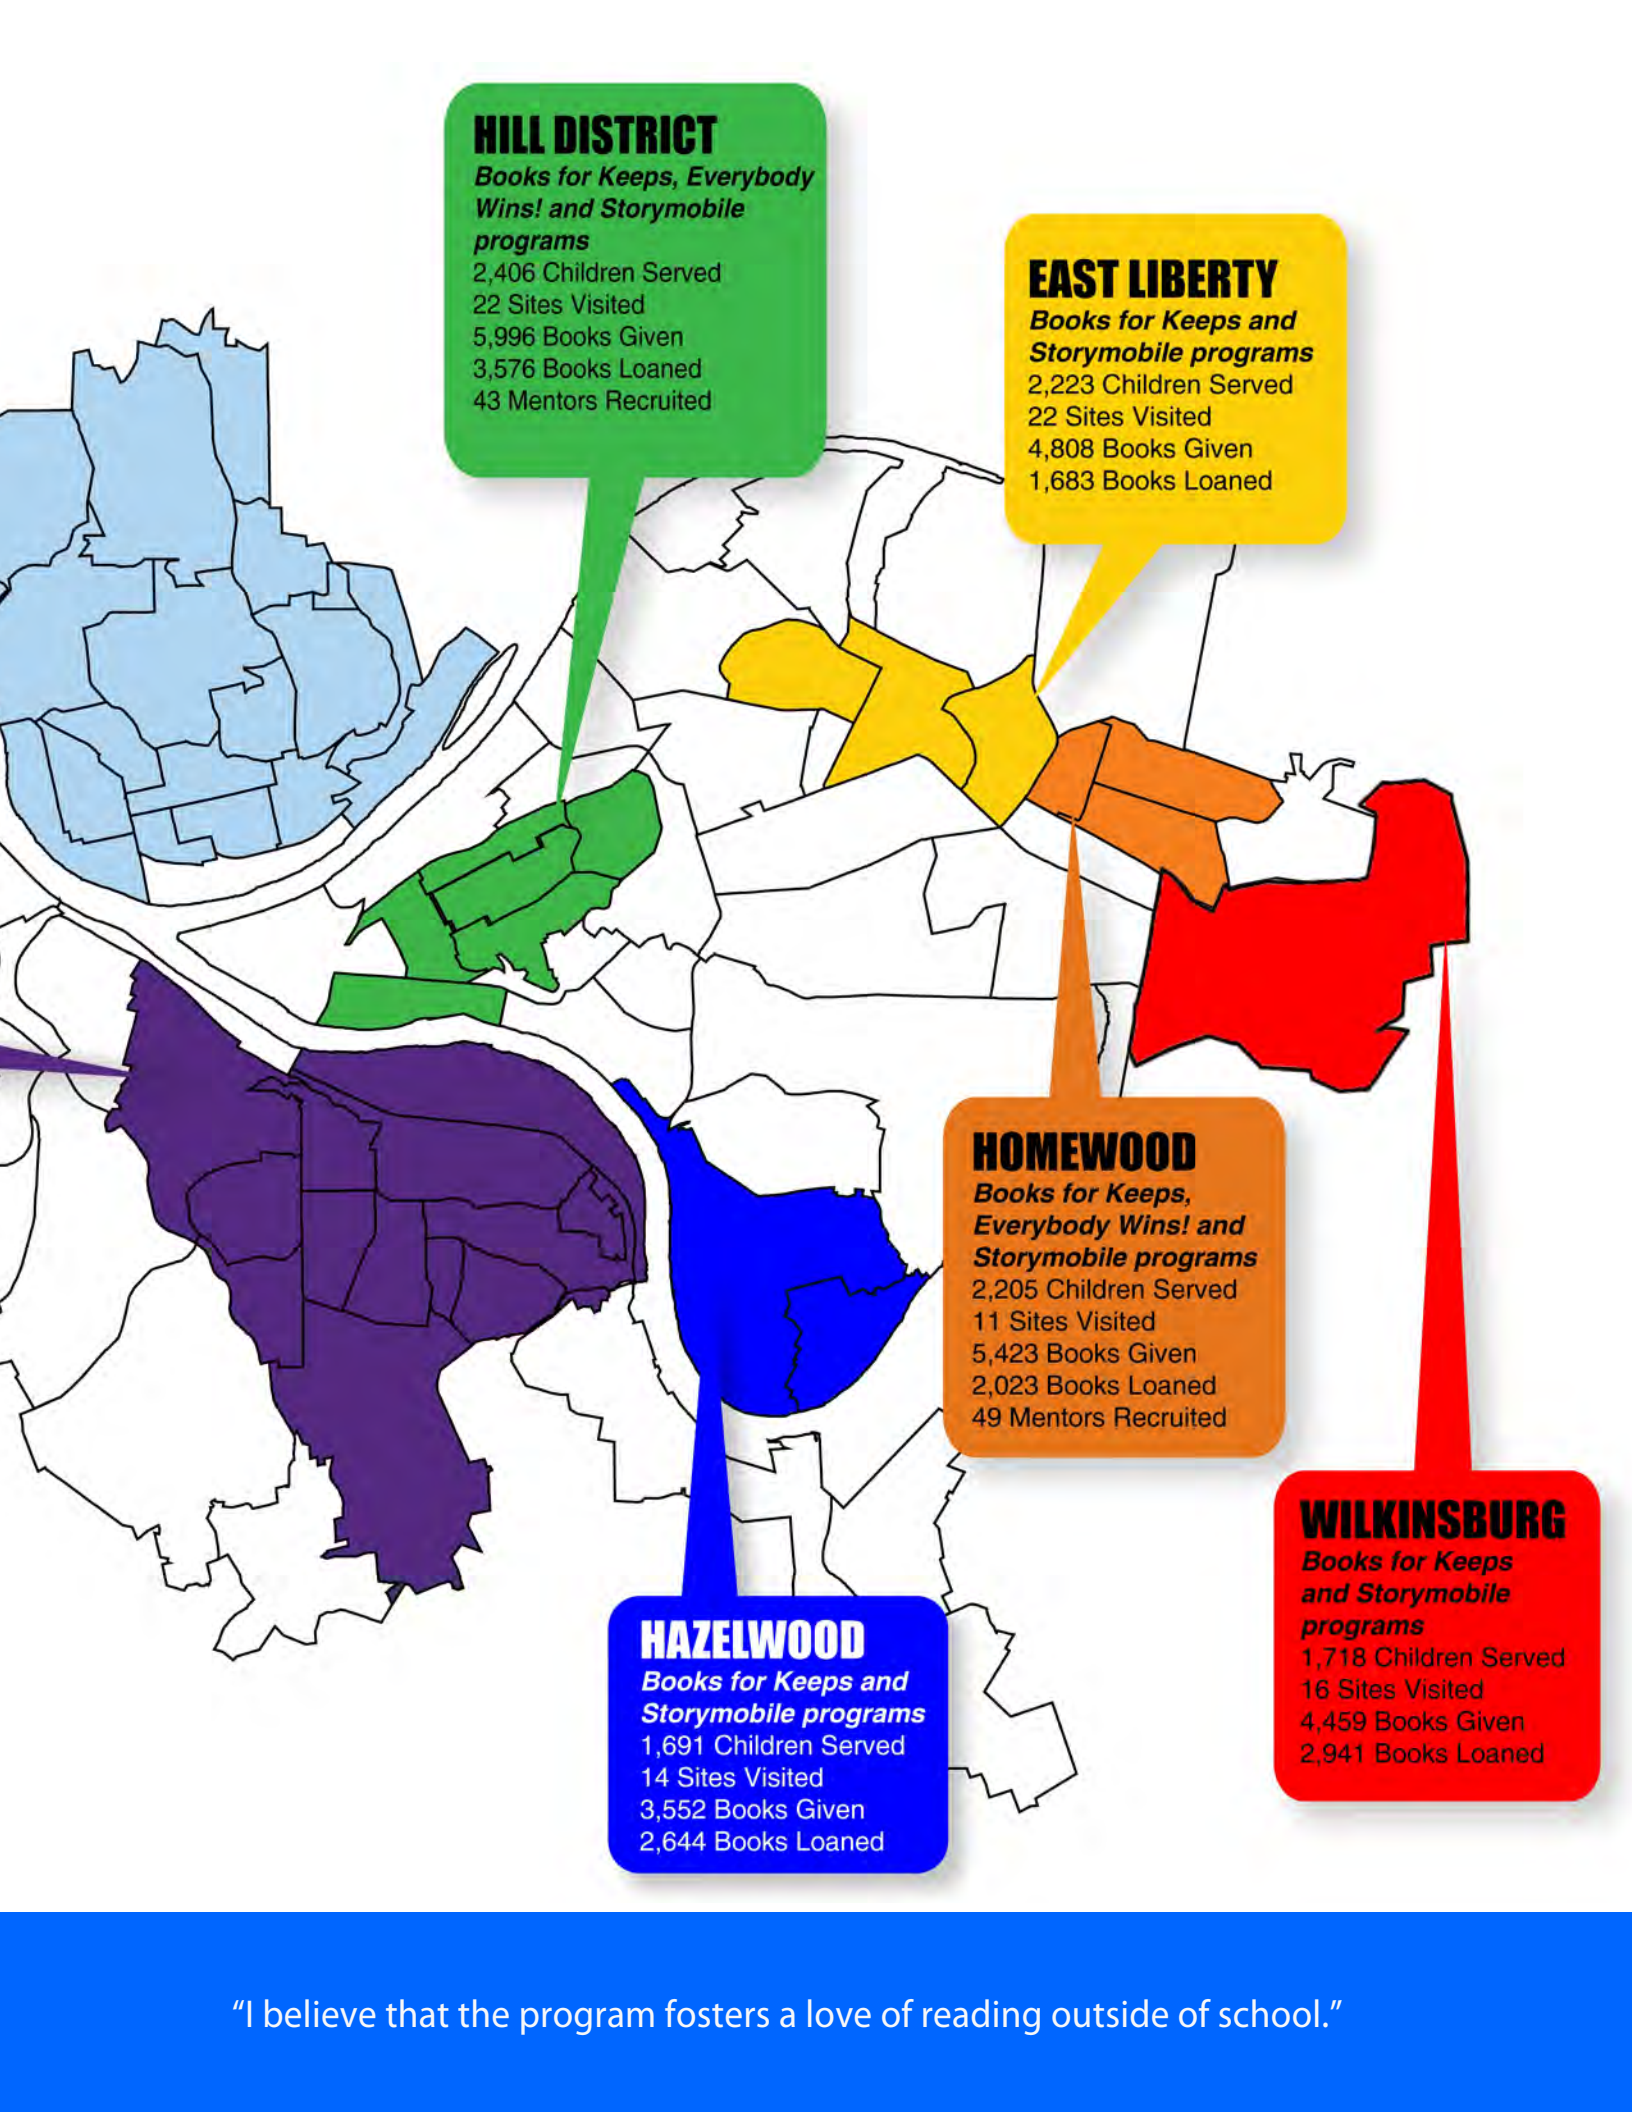 HILL DISTRICT
Books for Keeps, Everybody
Wins! and Storymobile
programs
2,406 Children Served
22 Sites Visited
5,996 Books Given
3,576 Books Loaned
43 Mentors Recruited
EAST LIBERTY
Books for Keeps and
Storymobile programs
2,223 Children Served
22 Sites Visited
4,808 Books Given
1,683 Books Loaned
HOMEWOOD
Books for Keeps,
Everybody Wins! and
Storymobile programs
2,205 Children Served
11 Sites Visited
5,423 Books Given
2,023 Books Loaned
49 Mentors Recruited
WILKINSBURG
Books for Keeps
and Storymobile
programs
1,718 Children Served
16 Sites Visited
4,459 Books Given
2,941 Books Loaned
HAZELWOOD
Books for Keeps and
Storymobile programs
1,691 Children Served
14 Sites Visited
3,552 Books Given
2,644 Books Loaned
“I believe that the program fosters a love of reading outside of school.”